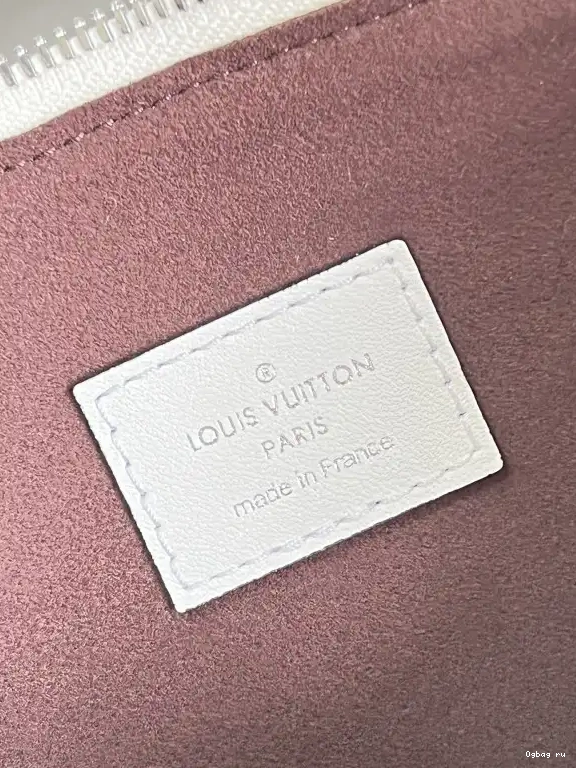 ®
LOUIS VUITTON
PARIS
made in France
Ogbag ru